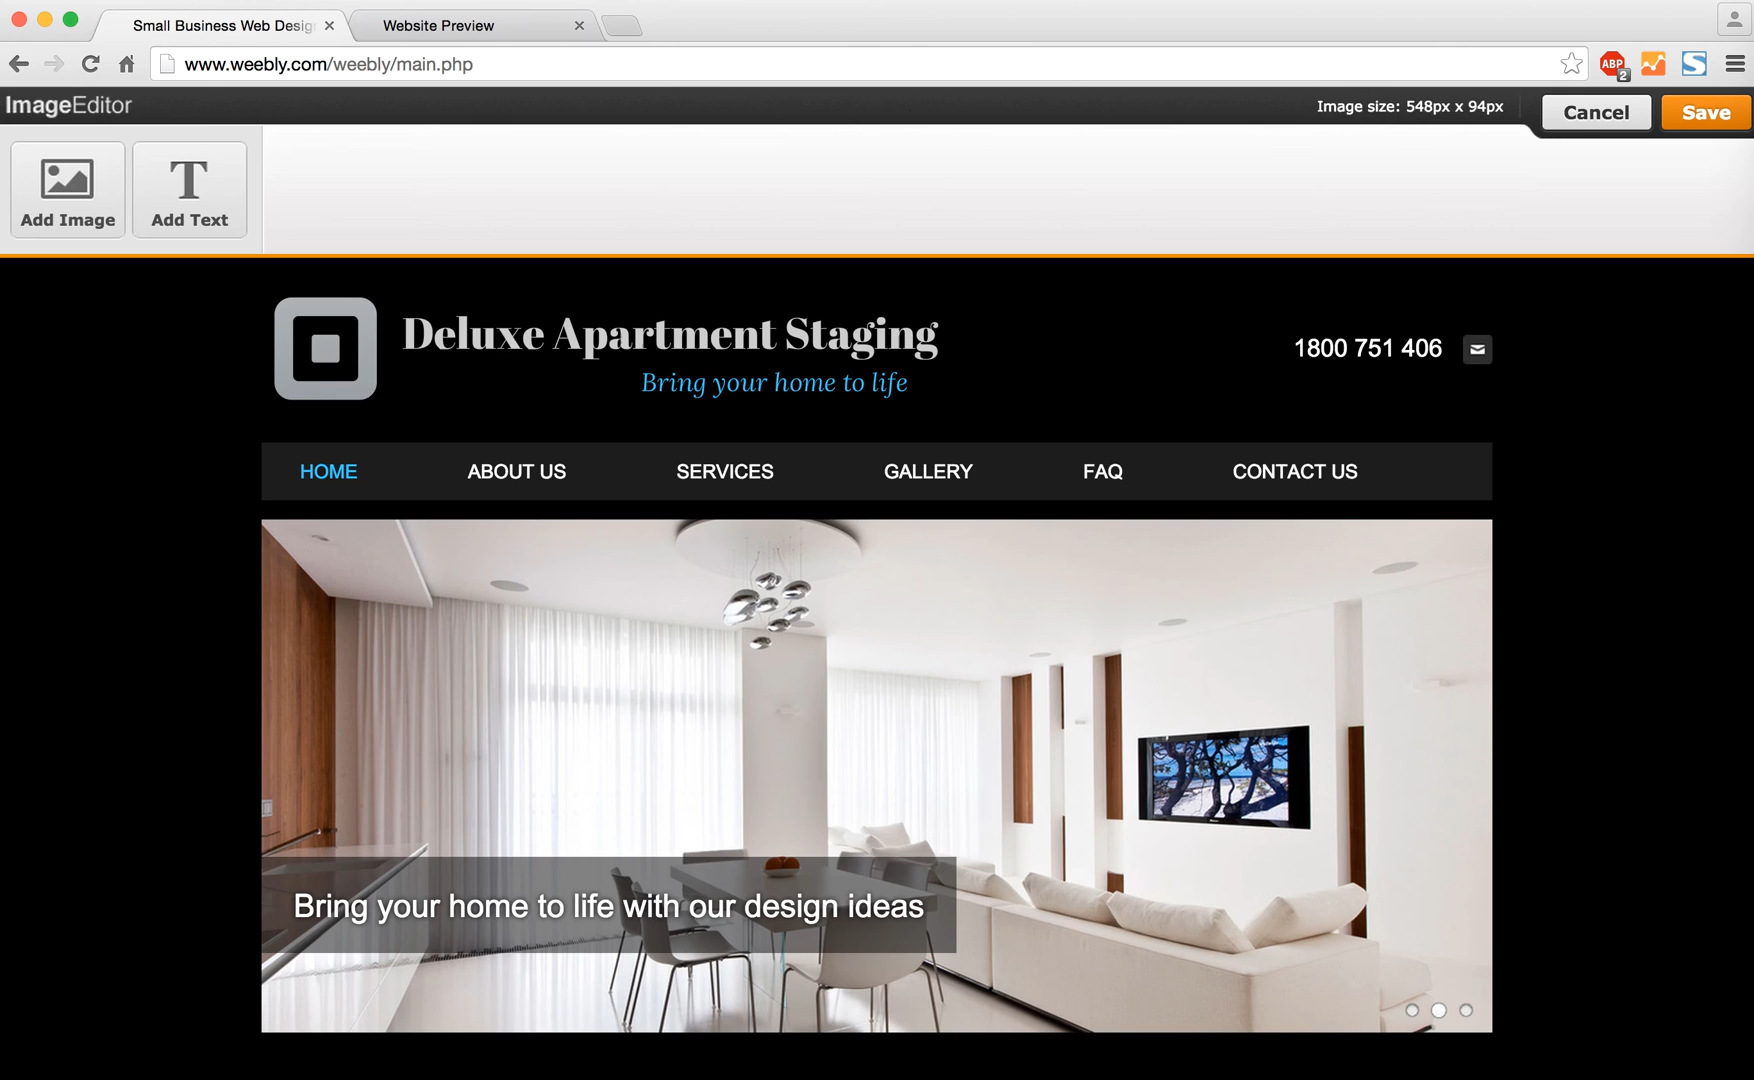 Small Business Web Desig
Website Preview
www.weebly.com/weebly/main.php
ABP
2
ImageEditor
Image size: 548px x 94px
Cancel
Save
Add Image
T
Add Text
Deluxe Apartment Staging
Bring your home to life
1800 751 406
HOME
ABOUT US
SERVICES
GALLERY
FAQ
CONTACT US
Bring your home to life with our design ideas